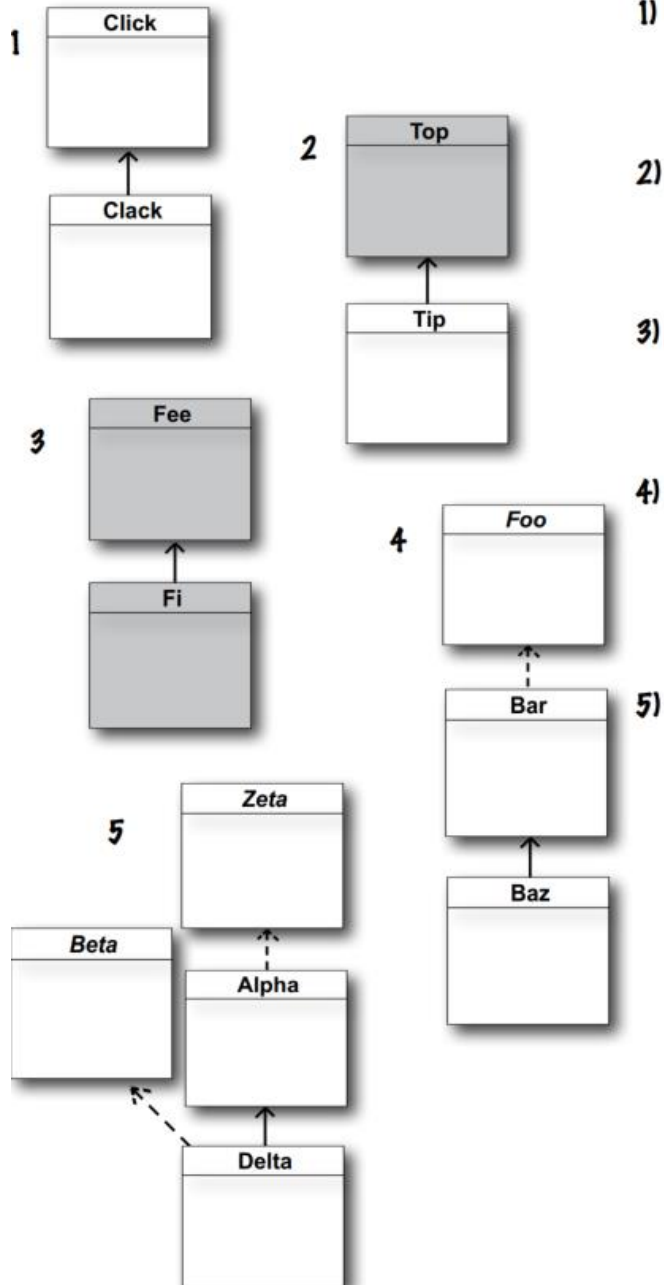 1
Click
Clack
2
Top
Tip
3
Fee
Fi
4
Foo
Bar
Baz
5
Zeta
Beta
Alpha
Delta
1)
2)
3)
4)
5)